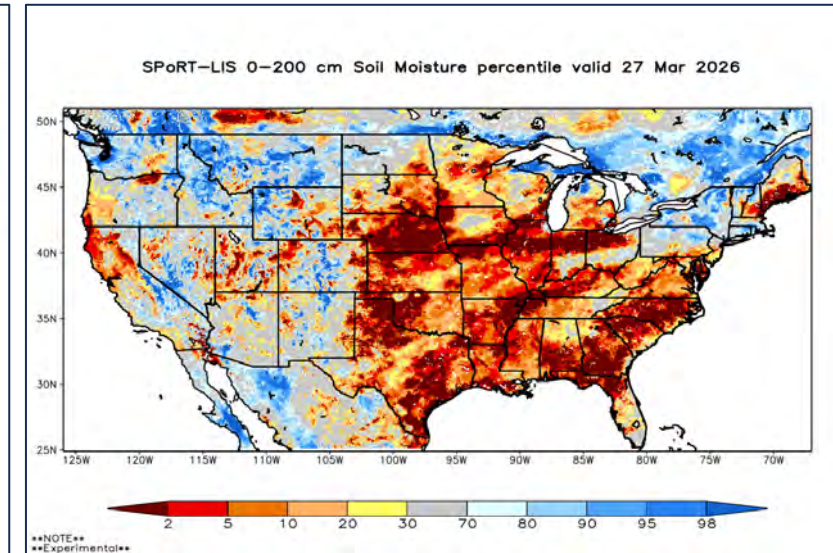 SPoRT-LIS 0-200 cm Soil Moisture percentile valid 27 Mar 2026
50N
45N
40N
35N
30N
25N
125W 120W 115W 110W 105W 100W 95W 90W 85W 80W 75W 70W
2 5 10 20 30 70 80 90 95 98
**NOTE**
**Experimental**